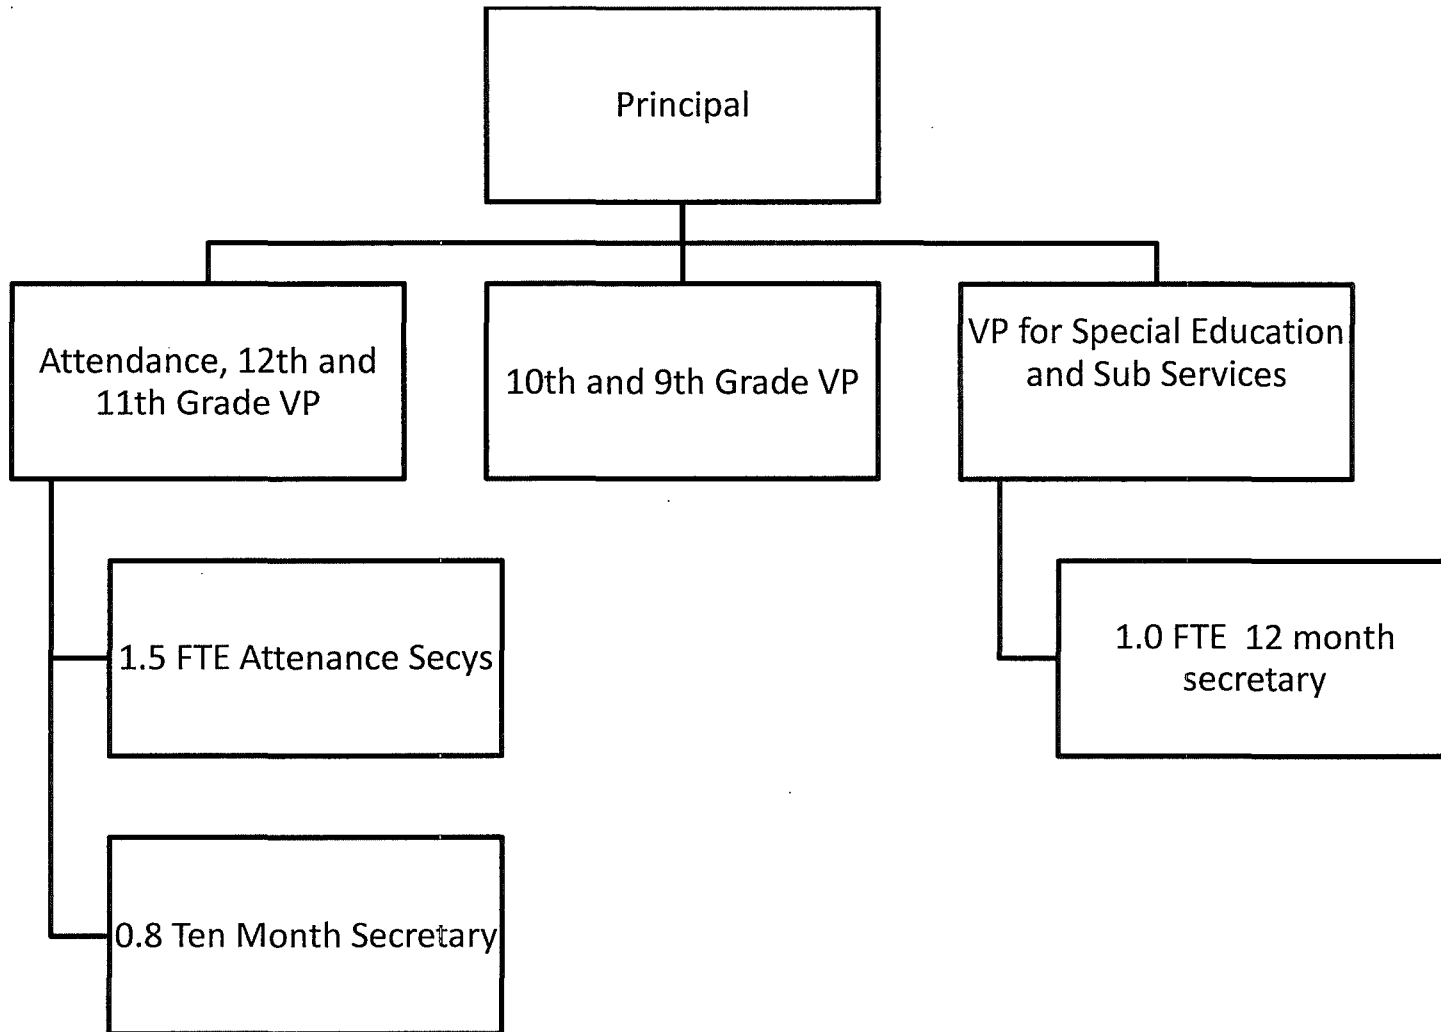 Principal
Attendance, 12th and
11th Grade VP
10th and 9th Grade VP
VP for Special Education
and Sub Services
1.5 FTE Attenance Secys
1.0 FTE 12 month
secretary
0.8 Ten Month Secretary